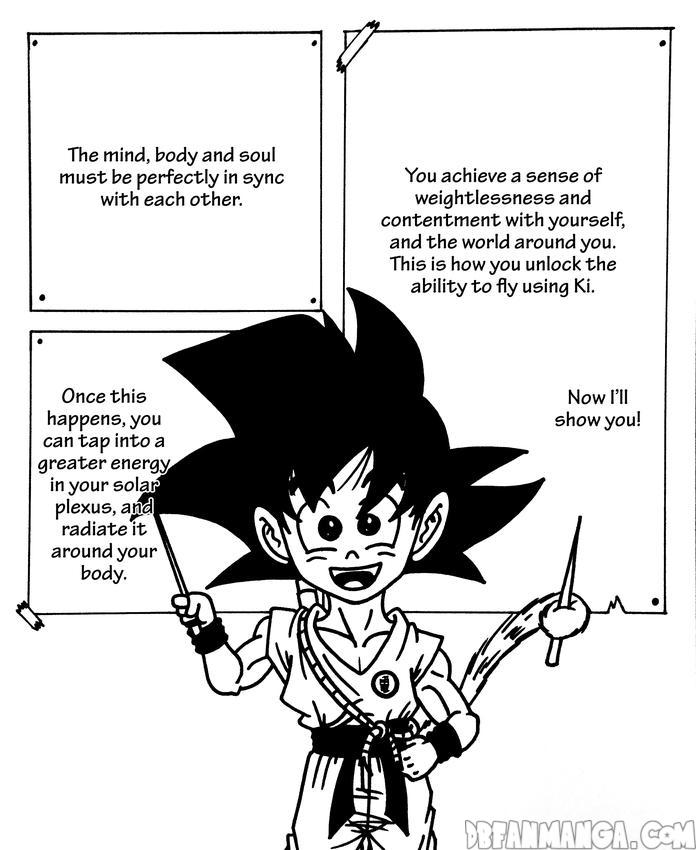 The mind, body and soul
must be perfectly in sync
with each other.
Once this
happens, you
can tap into a
greater energy
in your solar
plexus, and
radiate it
around your
body.
You achieve a sense of
weightlessness and
contentment with yourself,
and the world around you.
This is how you unlock the
ability to fly using Ki.
Now I'll
show you!
DBFANMANGA.COM